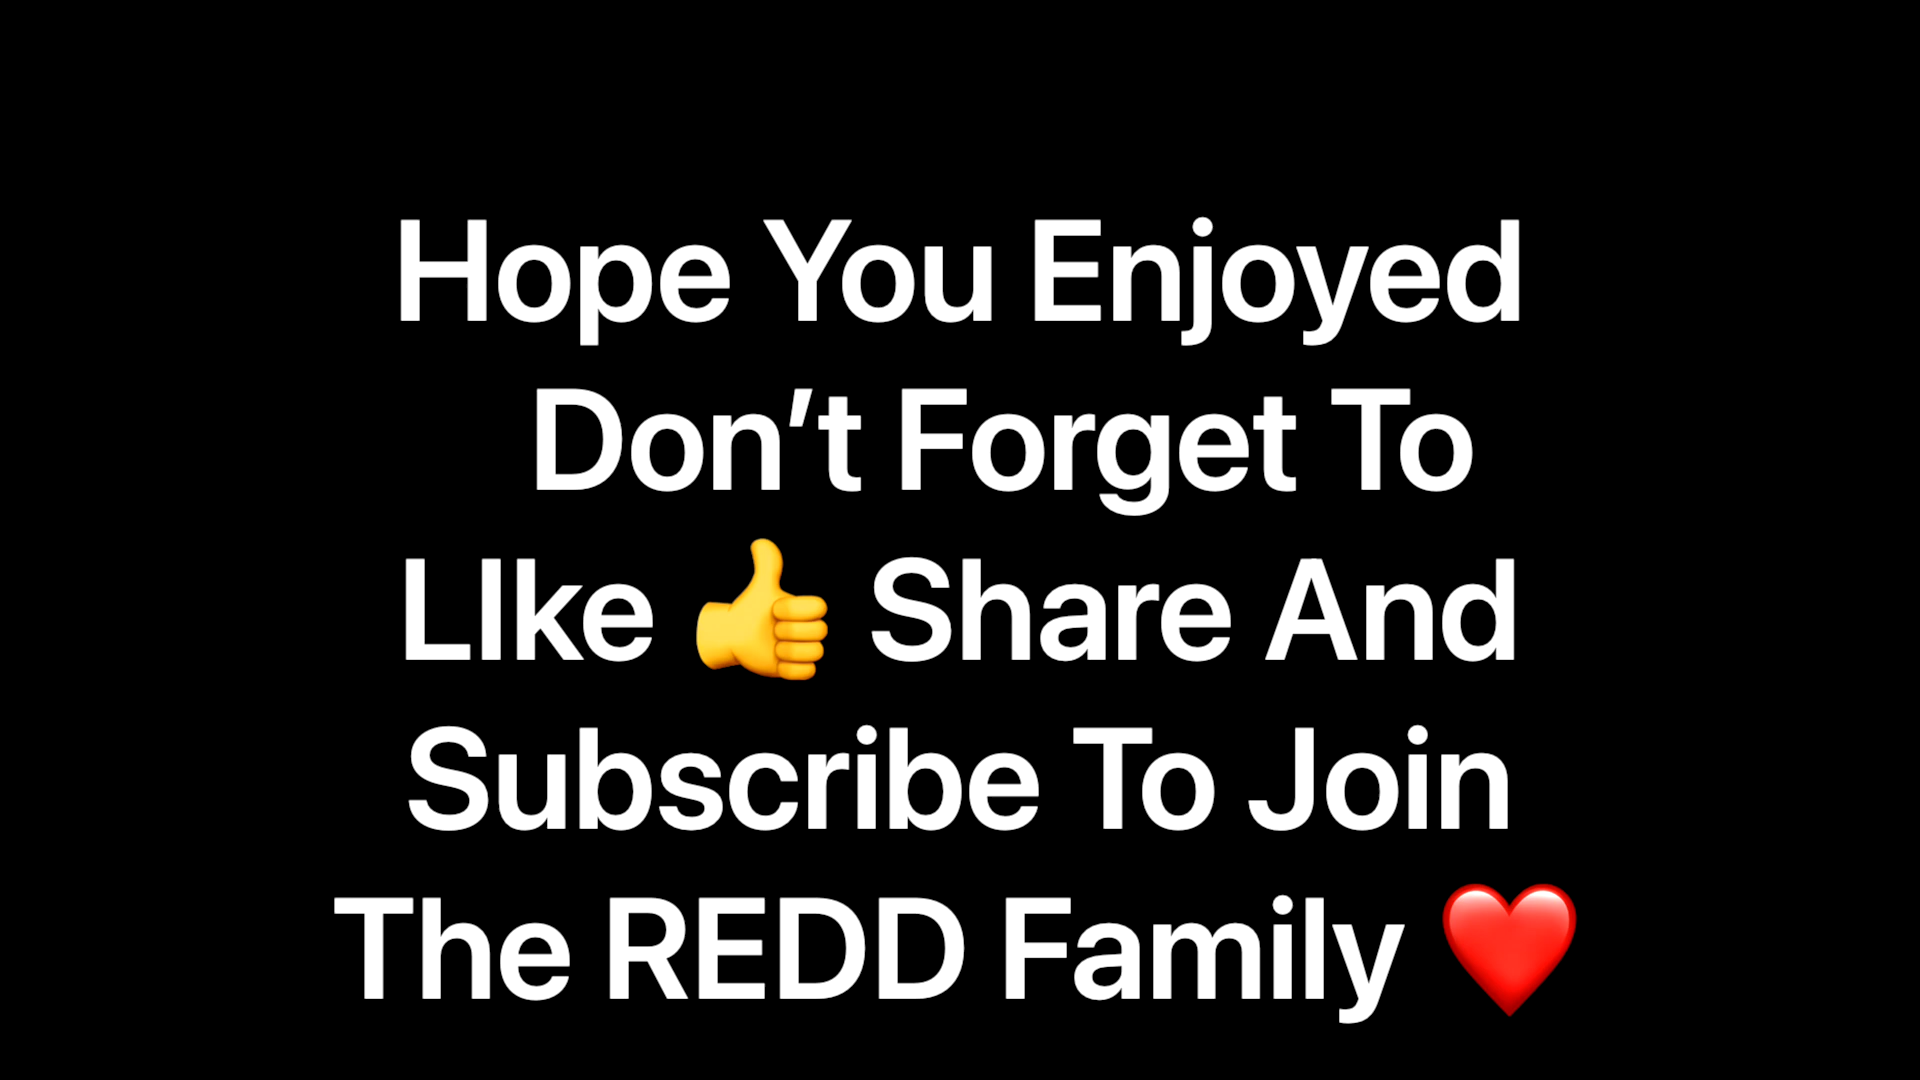 Hope You Enjoyed
Don’t Forget To
LIke 👍 Share And
Subscribe To Join
The REDD Family ❤️